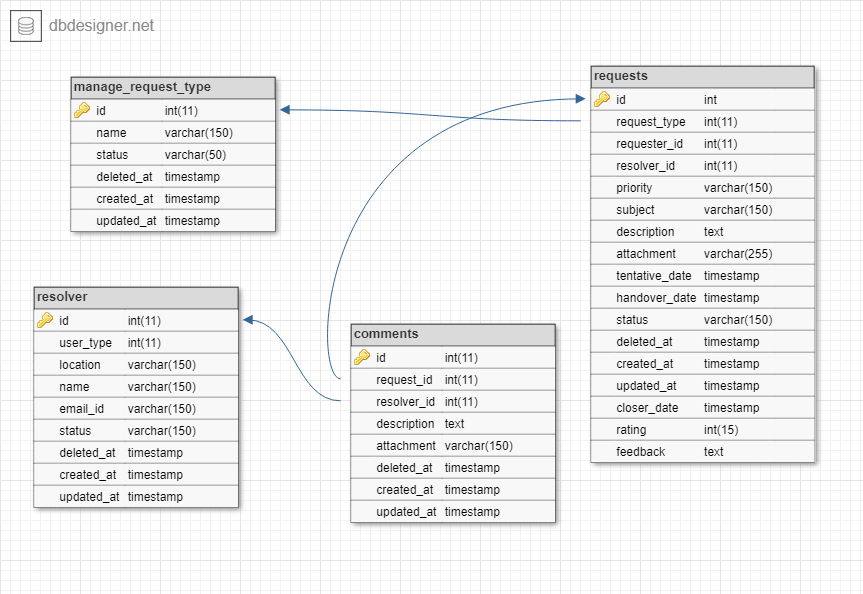 dbdesigner.net
manage_request_type
id int(11)
name varchar(150)
status varchar(50)
deleted_at timestamp
created_at timestamp
updated_at timestamp
requests
id int
request_type int(11)
requester_id int(11)
resolver_id int(11)
priority varchar(150)
subject varchar(150)
description text
attachment varchar(255)
tentative_date timestamp
handover_date timestamp
status varchar(150)
deleted_at timestamp
created_at timestamp
updated_at timestamp
closer_date timestamp
rating int(15)
feedback text
resolver
id int(11)
user_type int(11)
location varchar(150)
name varchar(150)
email_id varchar(150)
status varchar(150)
deleted_at timestamp
created_at timestamp
updated_at timestamp
comments
id int(11)
request_id int(11)
resolver_id int(11)
description text
attachment varchar(150)
deleted_at timestamp
created_at timestamp
updated_at timestamp